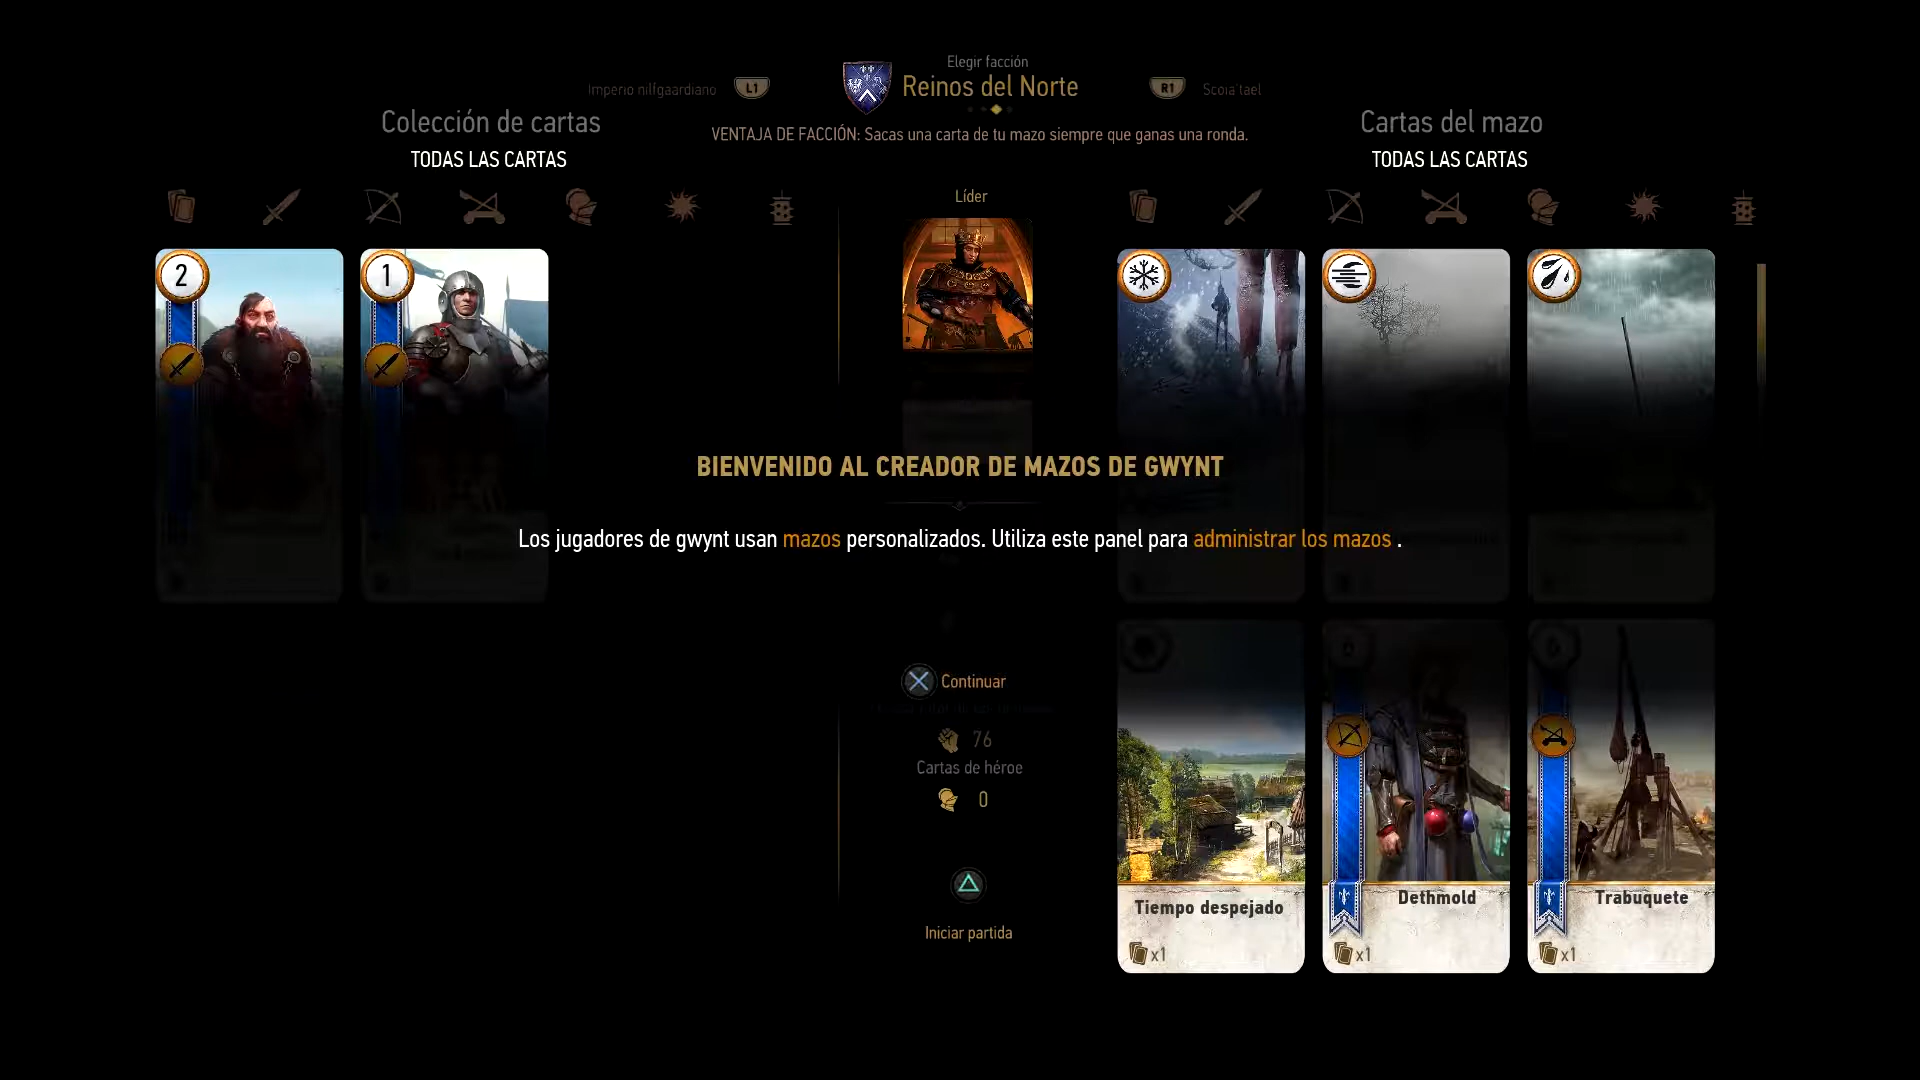 Elegir facción
Imperio nilfgaardiano L1 Reinos del Norte R1 Scoia'tael
Colección de cartas
TODAS LAS CARTAS
VENTAJA DE FACCIÓN: Sacas una carta de tu mazo siempre que ganas una ronda.
Cartas del mazo
TODAS LAS CARTAS
Líder
2
1
BIENVENIDO AL CREADOR DE MAZOS DE GWYNT
Los jugadores de gwynt usan mazos personalizados. Utiliza este panel para administrar los mazos .
Continuar
76
Cartas de héroe
0
Iniciar partida
Tiempo despejado
x1
Dethmold
x1
Trabuquete
x1